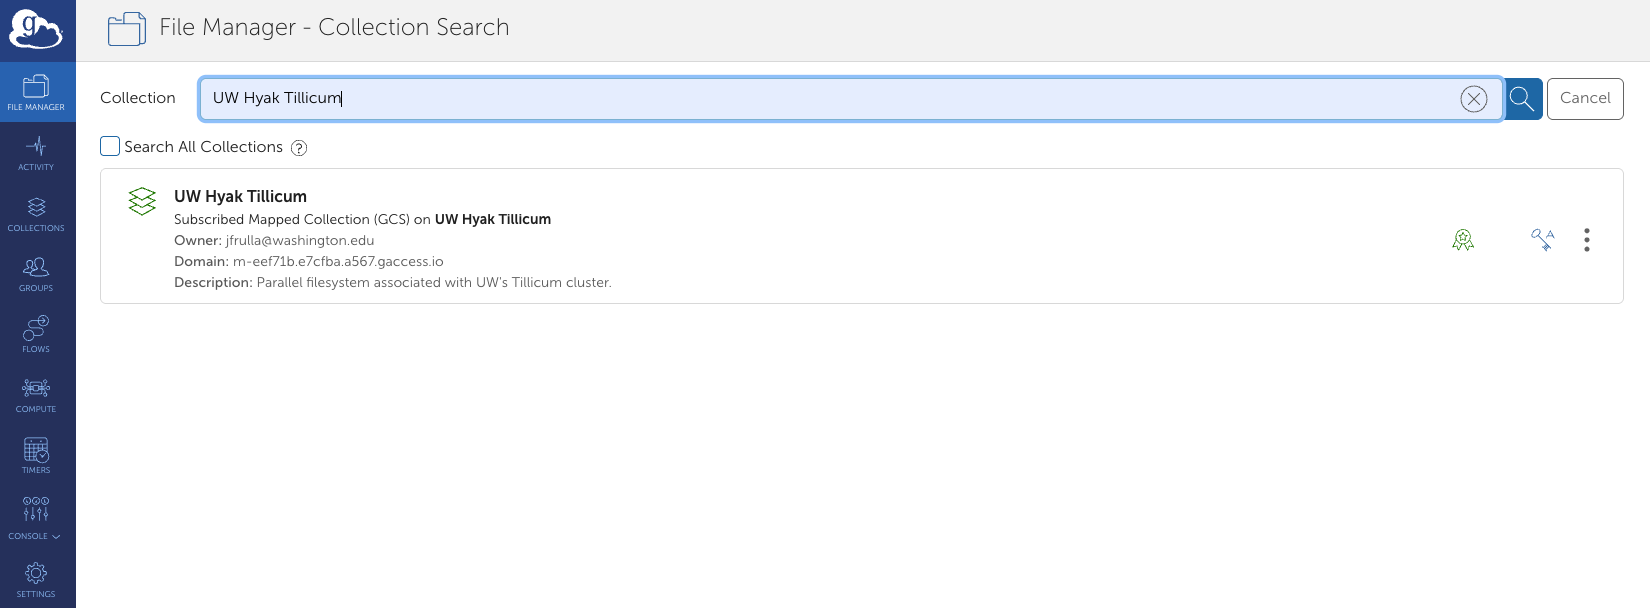 g
File Manager - Collection Search
FILE MANAGER
ACTIVITY
COLLECTIONS
GROUPS
FLOWS
COMPUTE
TIMERS
CONSOLE
SETTINGS
Collection
UW Hyak Tillicum
Cancel
Search All Collections ?
UW Hyak Tillicum
Subscribed Mapped Collection (GCS) on UW Hyak Tillicum
Owner: jfrulla@washington.edu
Domain: m-eef71b.e7cfba.a567.gaccess.io
Description: Parallel filesystem associated with UW's Tillicum cluster.
A